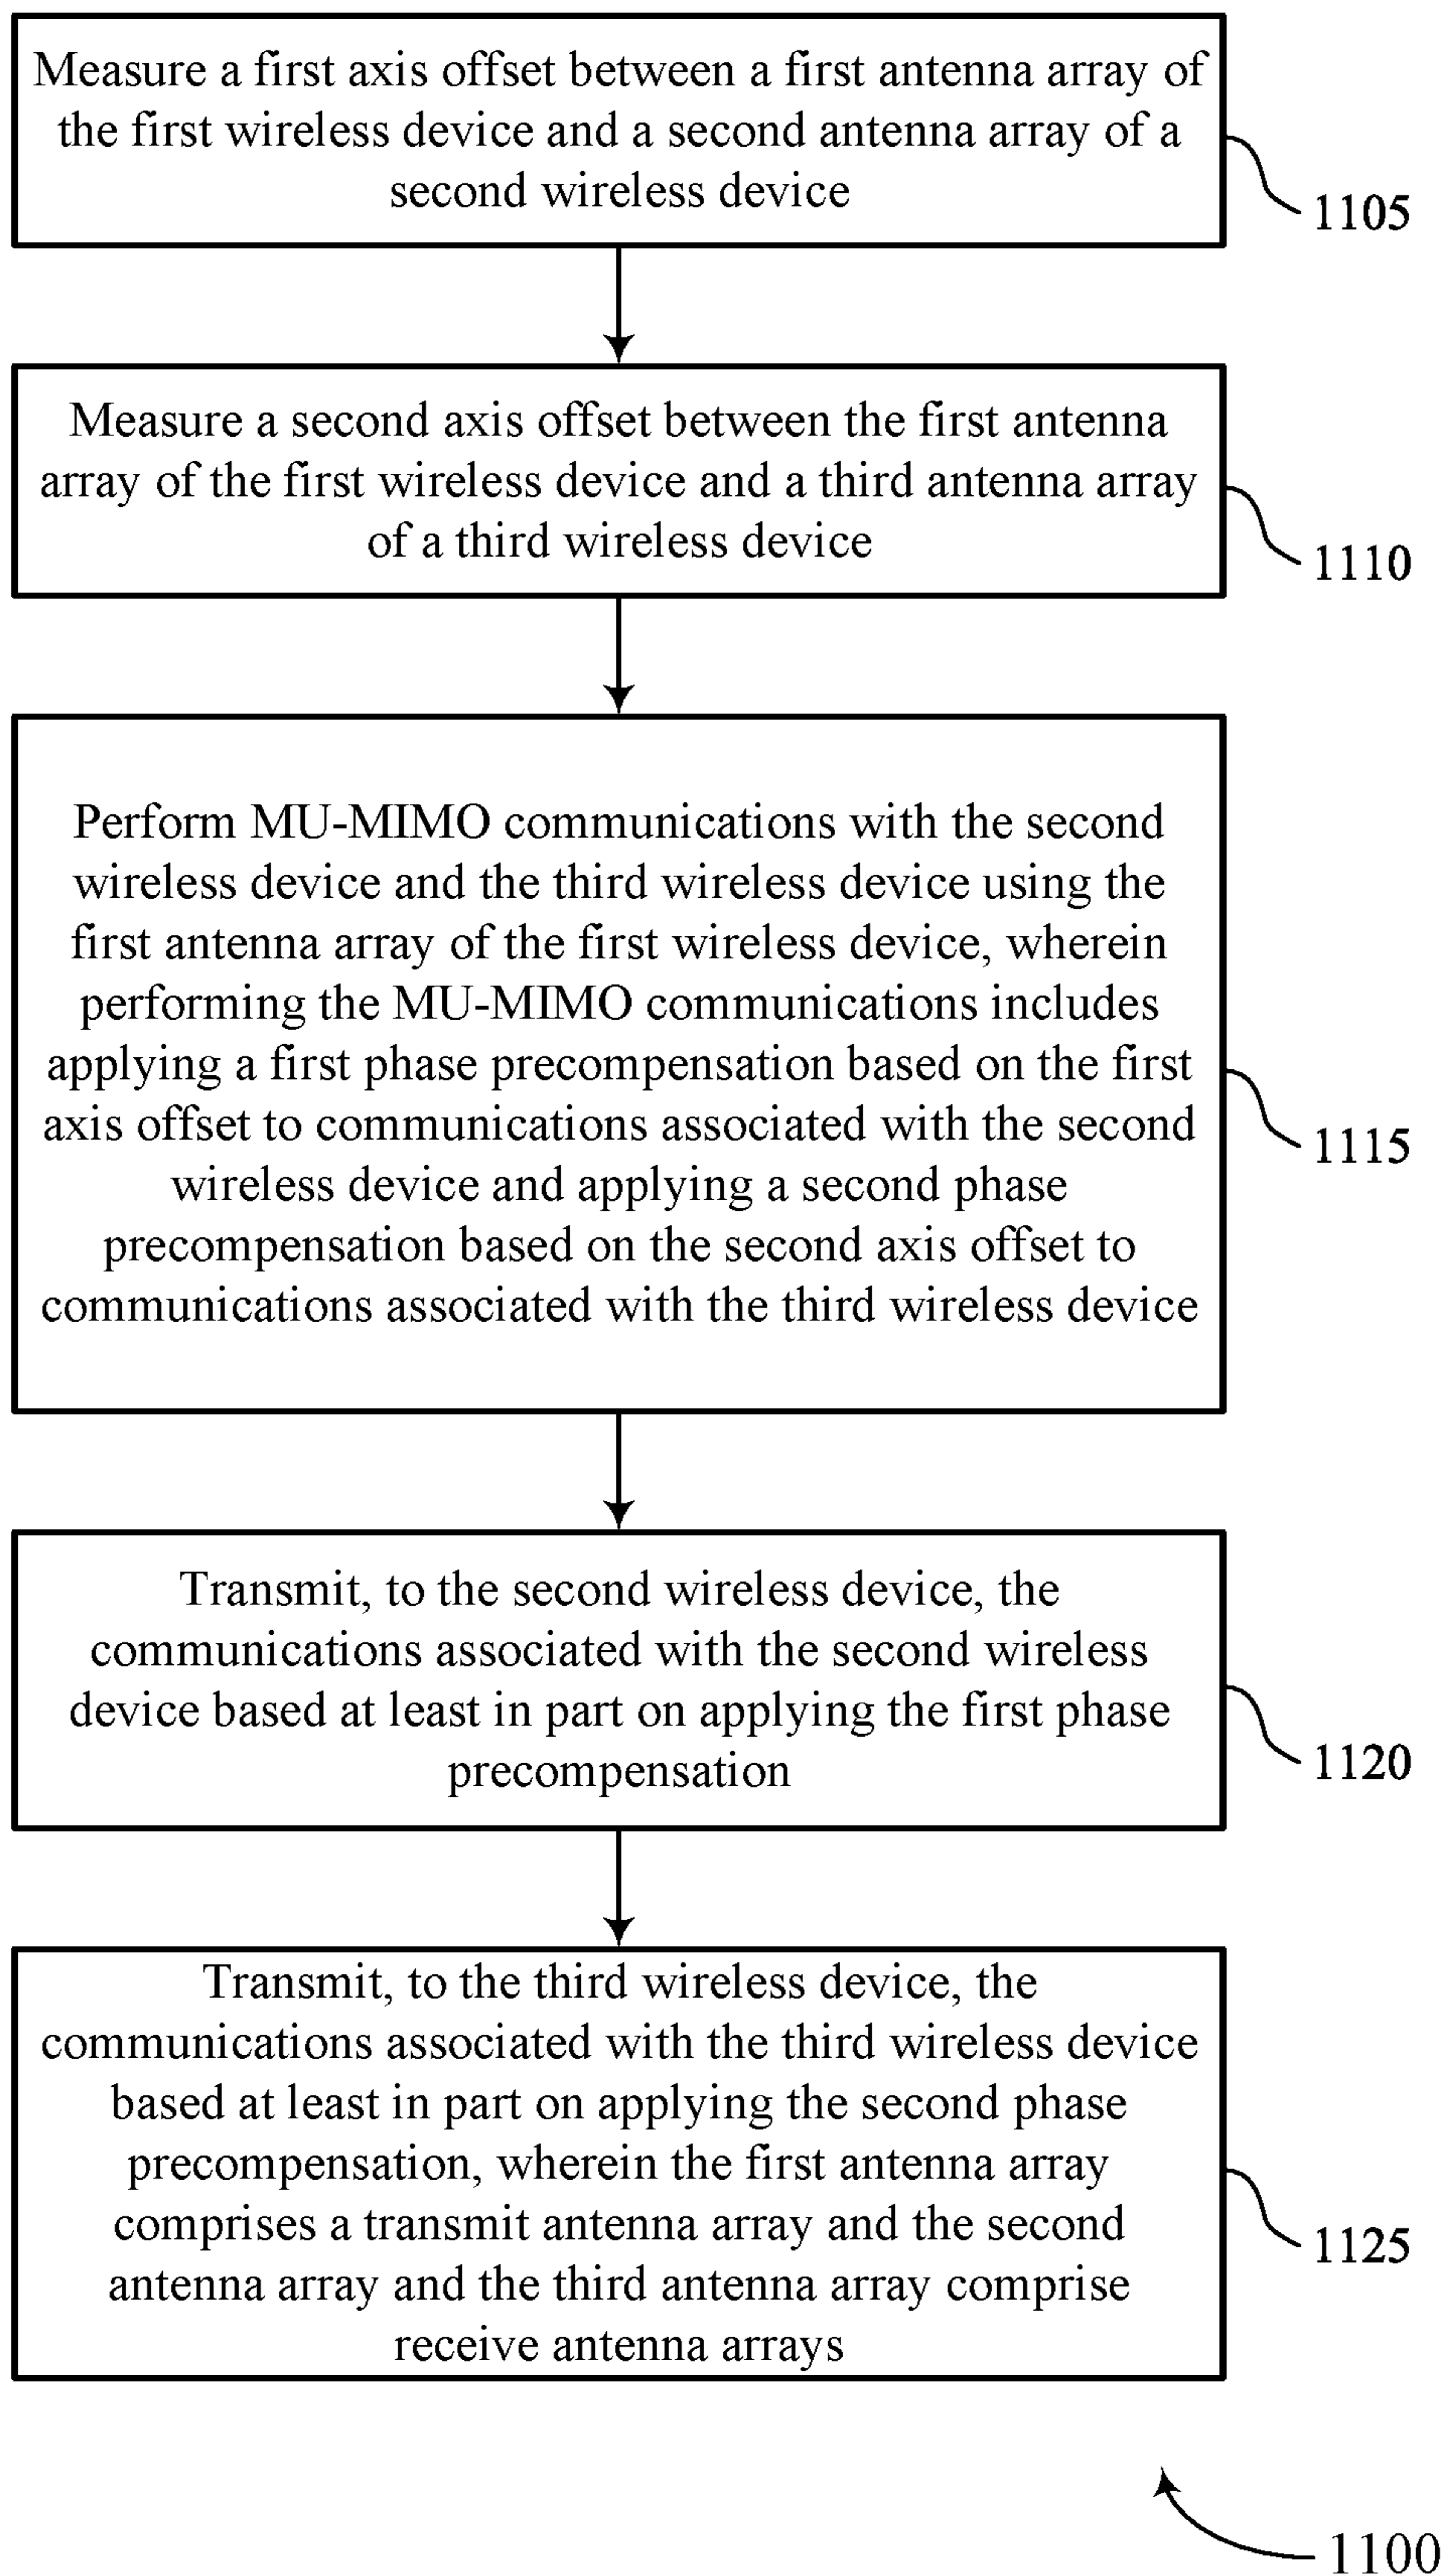 Measure a first axis offset between a first antenna array of
the first wireless device and a second antenna array of a
second wireless device
1105
Measure a second axis offset between the first antenna
array of the first wireless device and a third antenna array
of a third wireless device
1110
Perform MU-MIMO communications with the second
wireless device and the third wireless device using the
first antenna array of the first wireless device, wherein
performing the MU-MIMO communications includes
applying a first phase precompensation based on the first
axis offset to communications associated with the second
wireless device and applying a second phase
precompensation based on the second axis offset to
communications associated with the third wireless device
1115
Transmit, to the second wireless device, the
communications associated with the second wireless
device based at least in part on applying the first phase
precompensation
1120
Transmit, to the third wireless device, the
communications associated with the third wireless device
based at least in part on applying the second phase
precompensation, wherein the first antenna array
comprises a transmit antenna array and the second
antenna array and the third antenna array comprise
receive antenna arrays
1125
1100